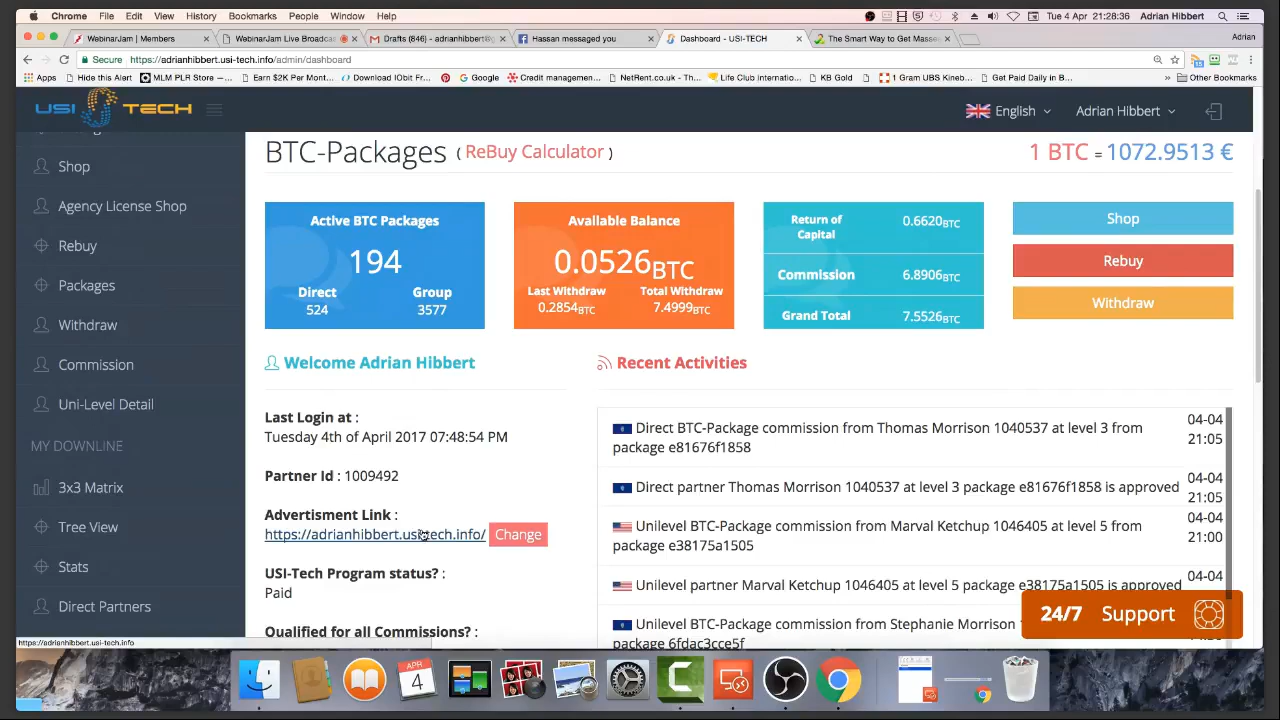 Chrome File Edit View History Bookmarks People Window Help Tue 4 Apr 21:28:36 Adrian Hibbert
WebinarJam | Members WebinarJam Live Broadcas Drafts (646) - adrianhibbert@g Hassan messaged you Dashboard - USI-TECH The Smart Way to Get Masse Adrian
Secure https://adrianhibbert.usi-tech.info/admin/dashboard
Apps Hide this Alert MLM PLR Store —... Earn $2K Per Mont... Download IObit Fr... Google Credit managemen... NetRent.co.uk - Th... Life Club internatio... KB Gold 1 Gram UBS Kineb... Get Paid Daily in B... » Other Bookmarks
USI TECH English Adrian Hibbert
BTC-Packages ( ReBuy Calculator ) 1 BTC = 1072.9513 €
Shop
Agency License Shop
Rebuy
Packages
Withdraw
Commission
Uni-Level Detail
MY DOWNLINE
3x3 Matrix
Tree View
Stats
Direct Partners
Active BTC Packages
194
Direct Group
524 3577
Available Balance
0.0526BTC
Last Withdraw Total Withdraw
0.2854BTC 7.4999BTC
Return of Capital 0.6620BTC
Commission 6.8906BTC
Grand Total 7.5526BTC
Shop
Rebuy
Withdraw
Welcome Adrian Hibbert
Last Login at :
Tuesday 4th of April 2017 07:48:54 PM
Partner Id : 1009492
Advertisment Link :
https://adrianhibbert.usi-tech.info/ Change
USI-Tech Program status? :
Paid
Qualified for all Commissions? :
Recent Activities
Direct BTC-Package commission from Thomas Morrison 1040537 at level 3 from 04-04
package e81676f1858 21:05
Direct partner Thomas Morrison 1040537 at level 3 package e81676f1858 is approved 04-04
21:05
Unilevel BTC-Package commission from Marval Ketchup 1046405 at level 5 from 04-04
package e38175a1505 21:00
Unilevel partner Marval Ketchup 1046405 at level 5 package e38175a1505 is approved 04-04
Unilevel BTC-Package commission from Stephanie Morrison
package 6fdac3cce5f
24/7 Support
https://adrianhibbert.usi-tech.info
APR
4